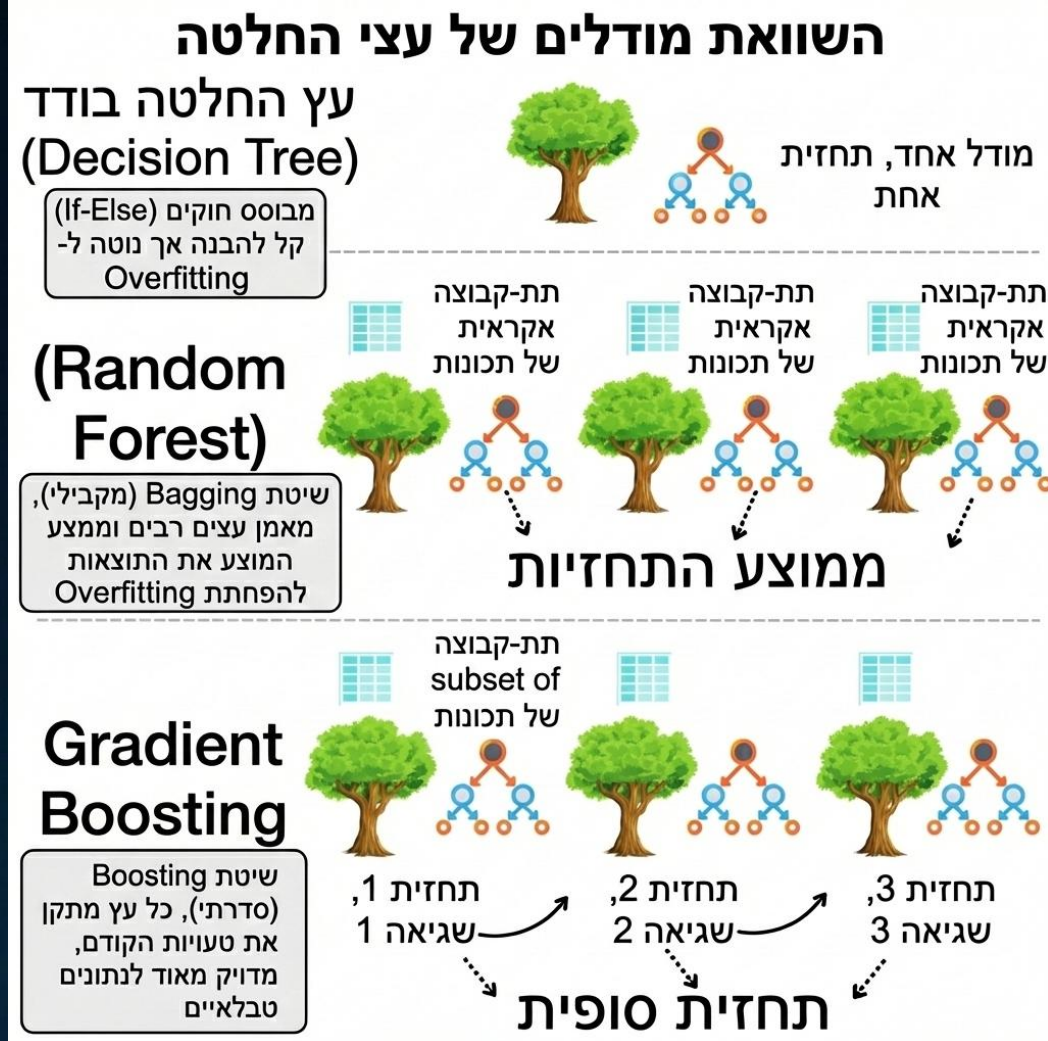 השוואת מודלים של עצי החלטה
עץ החלטה בודד
(Decision Tree)
מבוסס חוקים (If-Else)
קל להבנה אך נוטה ל-
Overfitting
מודל אחד, תחזית
אחת
תת-קבוצה
אקראית
של תכונות
תת-קבוצה
אקראית
של תכונות
תת-קבוצה
אקראית
של תכונות
(Random
Forest)
שיטת Bagging (מקבילי),
מאמן עצים רבים וממצע
המוצע את התוצאות
להפחתת Overfitting
ממוצע התחזיות
תת-קבוצה
subset of
של תכונות
Gradient
Boosting
שיטת Boosting
(סדרתי), כל עץ מתקן
את טעויות הקודם,
מדויק מאוד לנתונים
טבלאיים
תחזית 1,
שגיאה 1
תחזית 2,
שגיאה 2
תחזית 3,
שגיאה 3
תחזית סופית